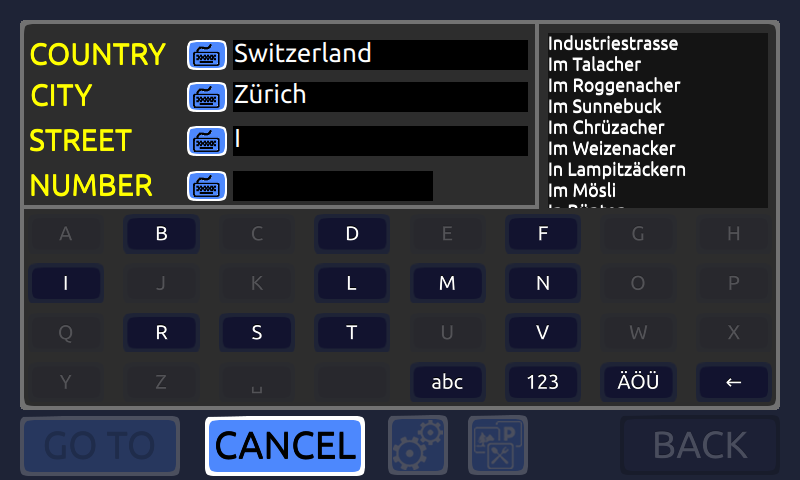 COUNTRY Switzerland
CITY Zürich
STREET I
NUMBER
Industriestrasse
Im Talacher
Im Roggenacher
Im Sunnebuck
Im Chrüzacher
Im Weizenacker
In Lampitzäckern
Im Mösli
A B C D E F G H
I J K L M N O P
Q R S T U V W X
Y Z ␣ abc 123 ÄÖÜ ←
GO TO CANCEL P BACK